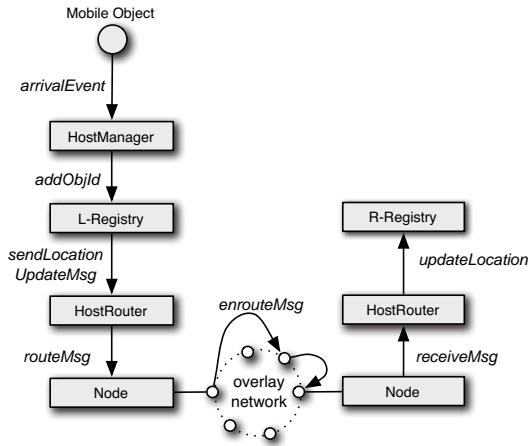 Mobile Object
arrivalEvent
HostManager
addObjId
L-Registry
sendLocation
UpdateMsg
HostRouter
routeMsg
Node
enrouteMsg
overlay
network
R-Registry
updateLocation
HostRouter
receiveMsg
Node